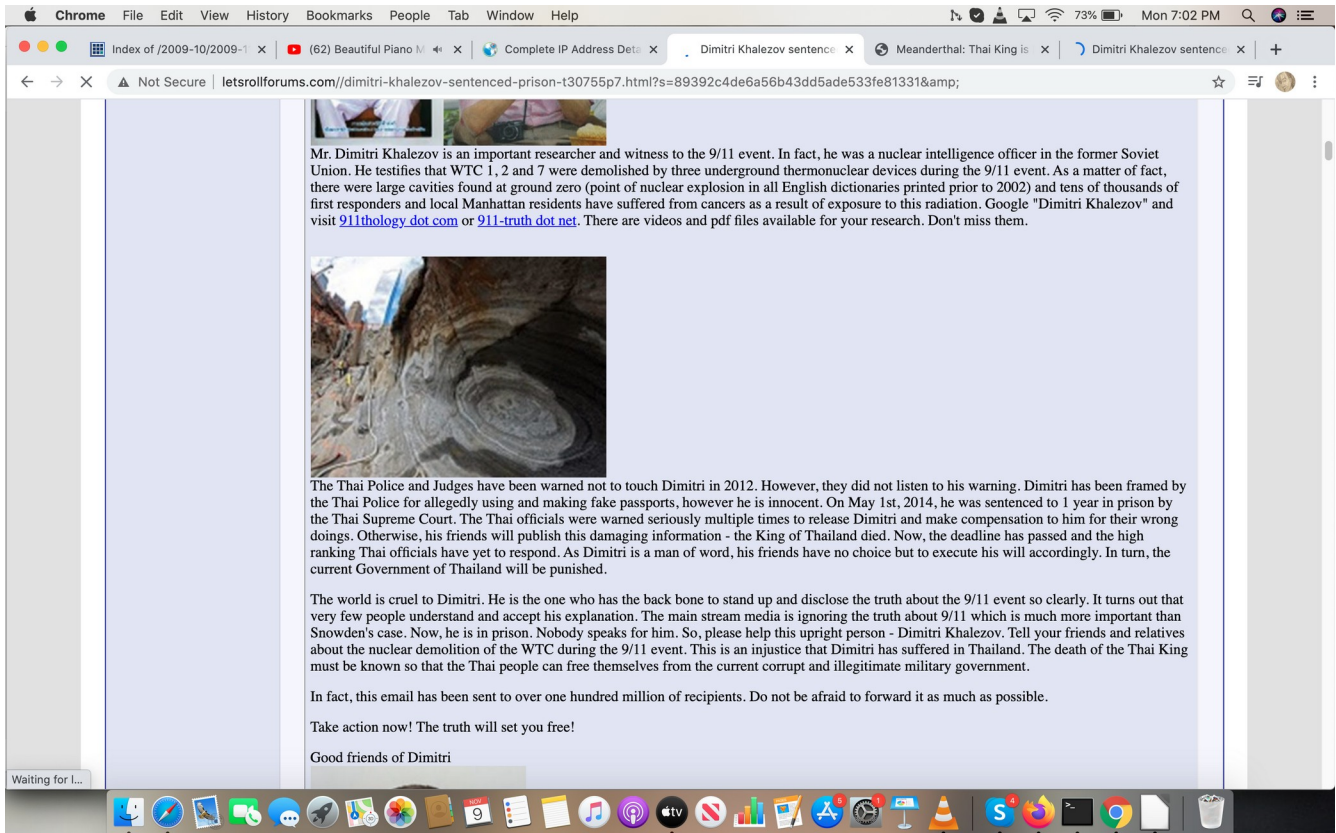 Chrome File Edit View History Bookmarks People Tab Window Help 73% Mon 7:02 PM
Index of /2009-10/2009-1 (62) Beautiful Piano M Complete IP Address Deta Dimitri Khalezov sentence Meanderthal: Thai King is Dimitri Khalezov sentence
Not Secure letsrollforums.com//dimitri-khalezov-sentenced-prison-t30755p7.html?s=89392c4de6a56b43dd5ade533fe81331&amp;
Mr. Dimitri Khalezov is an important researcher and witness to the 9/11 event. In fact, he was a nuclear intelligence officer in the former Soviet
Union. He testifies that WTC 1, 2 and 7 were demolished by three underground thermonuclear devices during the 9/11 event. As a matter of fact,
there were large cavities found at ground zero (point of nuclear explosion in all English dictionaries printed prior to 2002) and tens of thousands of
first responders and local Manhattan residents have suffered from cancers as a result of exposure to this radiation. Google "Dimitri Khalezov" and
visit 911thology dot com or 911-truth dot net. There are videos and pdf files available for your research. Don't miss them.
The Thai Police and Judges have been warned not to touch Dimitri in 2012. However, they did not listen to his warning. Dimitri has been framed by
the Thai Police for allegedly using and making fake passports, however he is innocent. On May 1st, 2014, he was sentenced to 1 year in prison by
the Thai Supreme Court. The Thai officials were warned seriously multiple times to release Dimitri and make compensation to him for their wrong
doings. Otherwise, his friends will publish this damaging information - the King of Thailand died. Now, the deadline has passed and the high
ranking Thai officials have yet to respond. As Dimitri is a man of word, his friends have no choice but to execute his will accordingly. In turn, the
current Government of Thailand will be punished.
The world is cruel to Dimitri. He is the one who has the back bone to stand up and disclose the truth about the 9/11 event so clearly. It turns out that
very few people understand and accept his explanation. The main stream media is ignoring the truth about 9/11 which is much more important than
Snowden's case. Now, he is in prison. Nobody speaks for him. So, please help this upright person - Dimitri Khalezov. Tell your friends and relatives
about the nuclear demolition of the WTC during the 9/11 event. This is an injustice that Dimitri has suffered in Thailand. The death of the Thai King
must be known so that the Thai people can free themselves from the current corrupt and illegitimate military government.
In fact, this email has been sent to over one hundred million of recipients. Do not be afraid to forward it as much as possible.
Take action now! The truth will set you free!
Good friends of Dimitri
Waiting for l...
NOV
9
tv
5
1
4